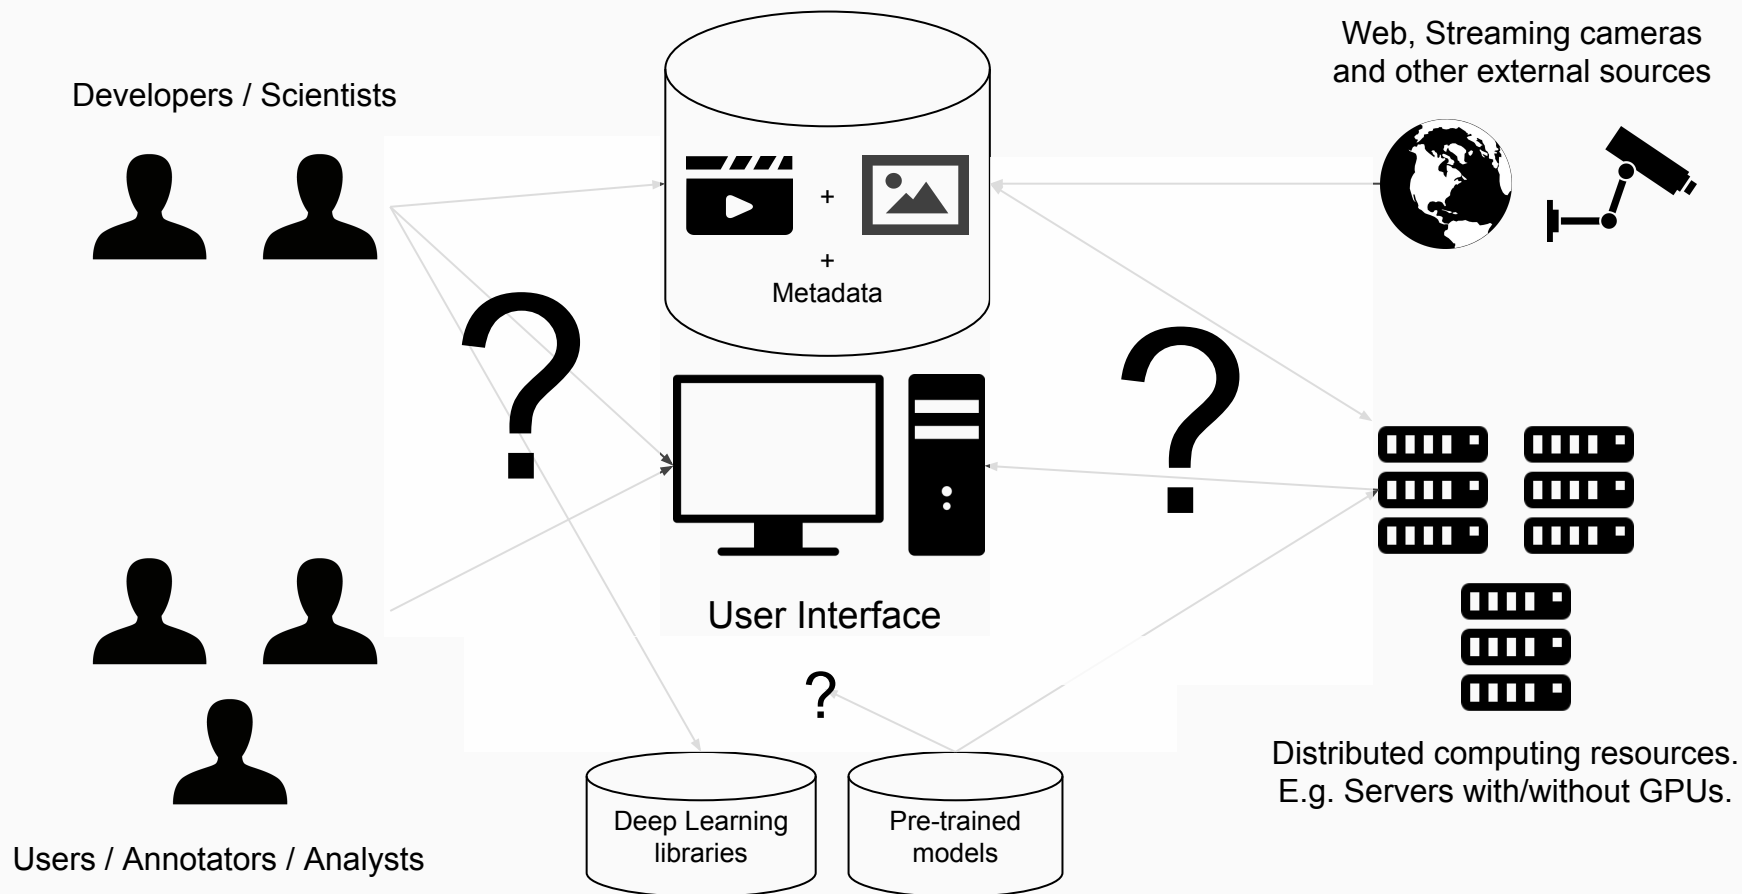 Web, Streaming cameras
and other external sources
Developers / Scientists
+
+
Metadata
?
?
User Interface
?
Distributed computing resources.
E.g. Servers with/without GPUs.
Deep Learning
libraries
Pre-trained
models
Users / Annotators / Analysts